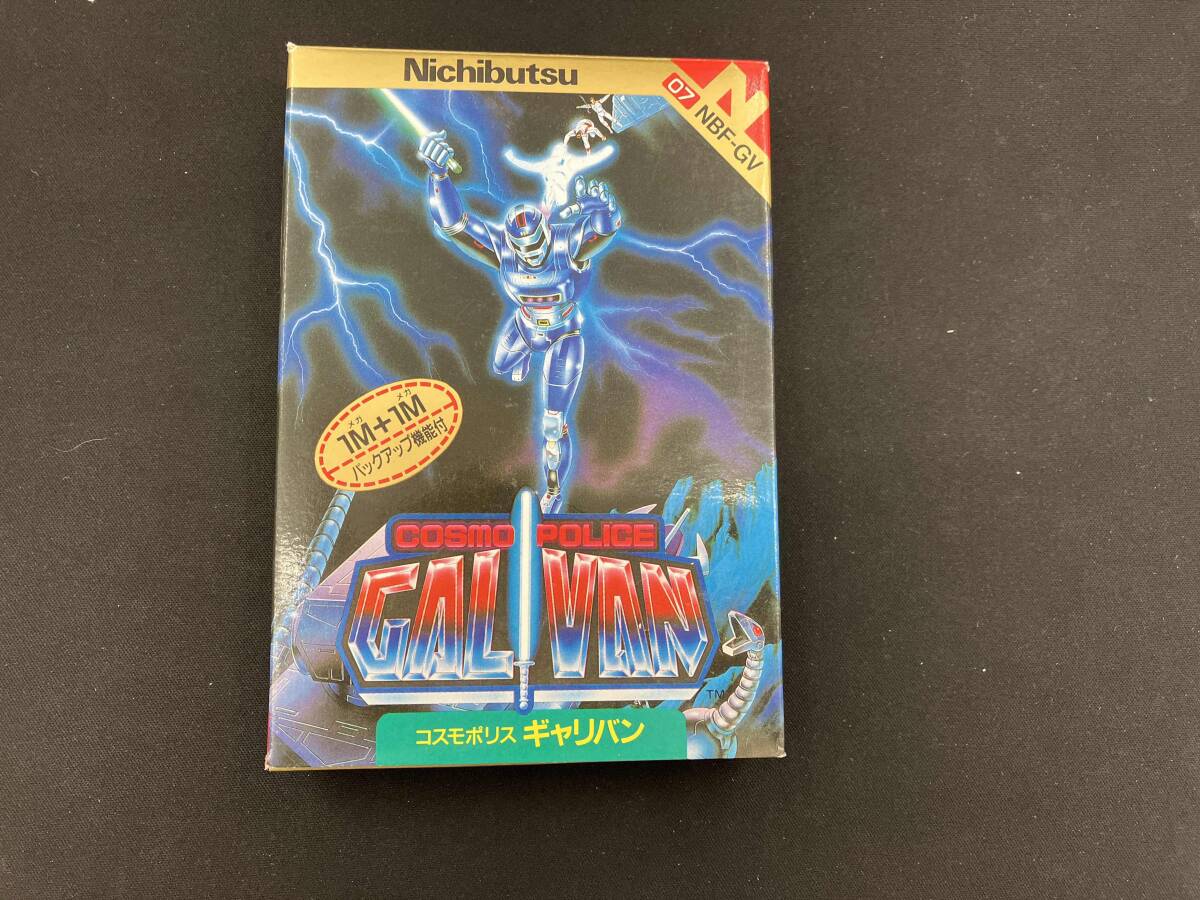 Nichibutsu
N
07 NBF-GV
メガ メガ
1M+1M
バックアップ機能付
COSMO POLICE
GALIVAN
TM
コスモポリス ギャリバン